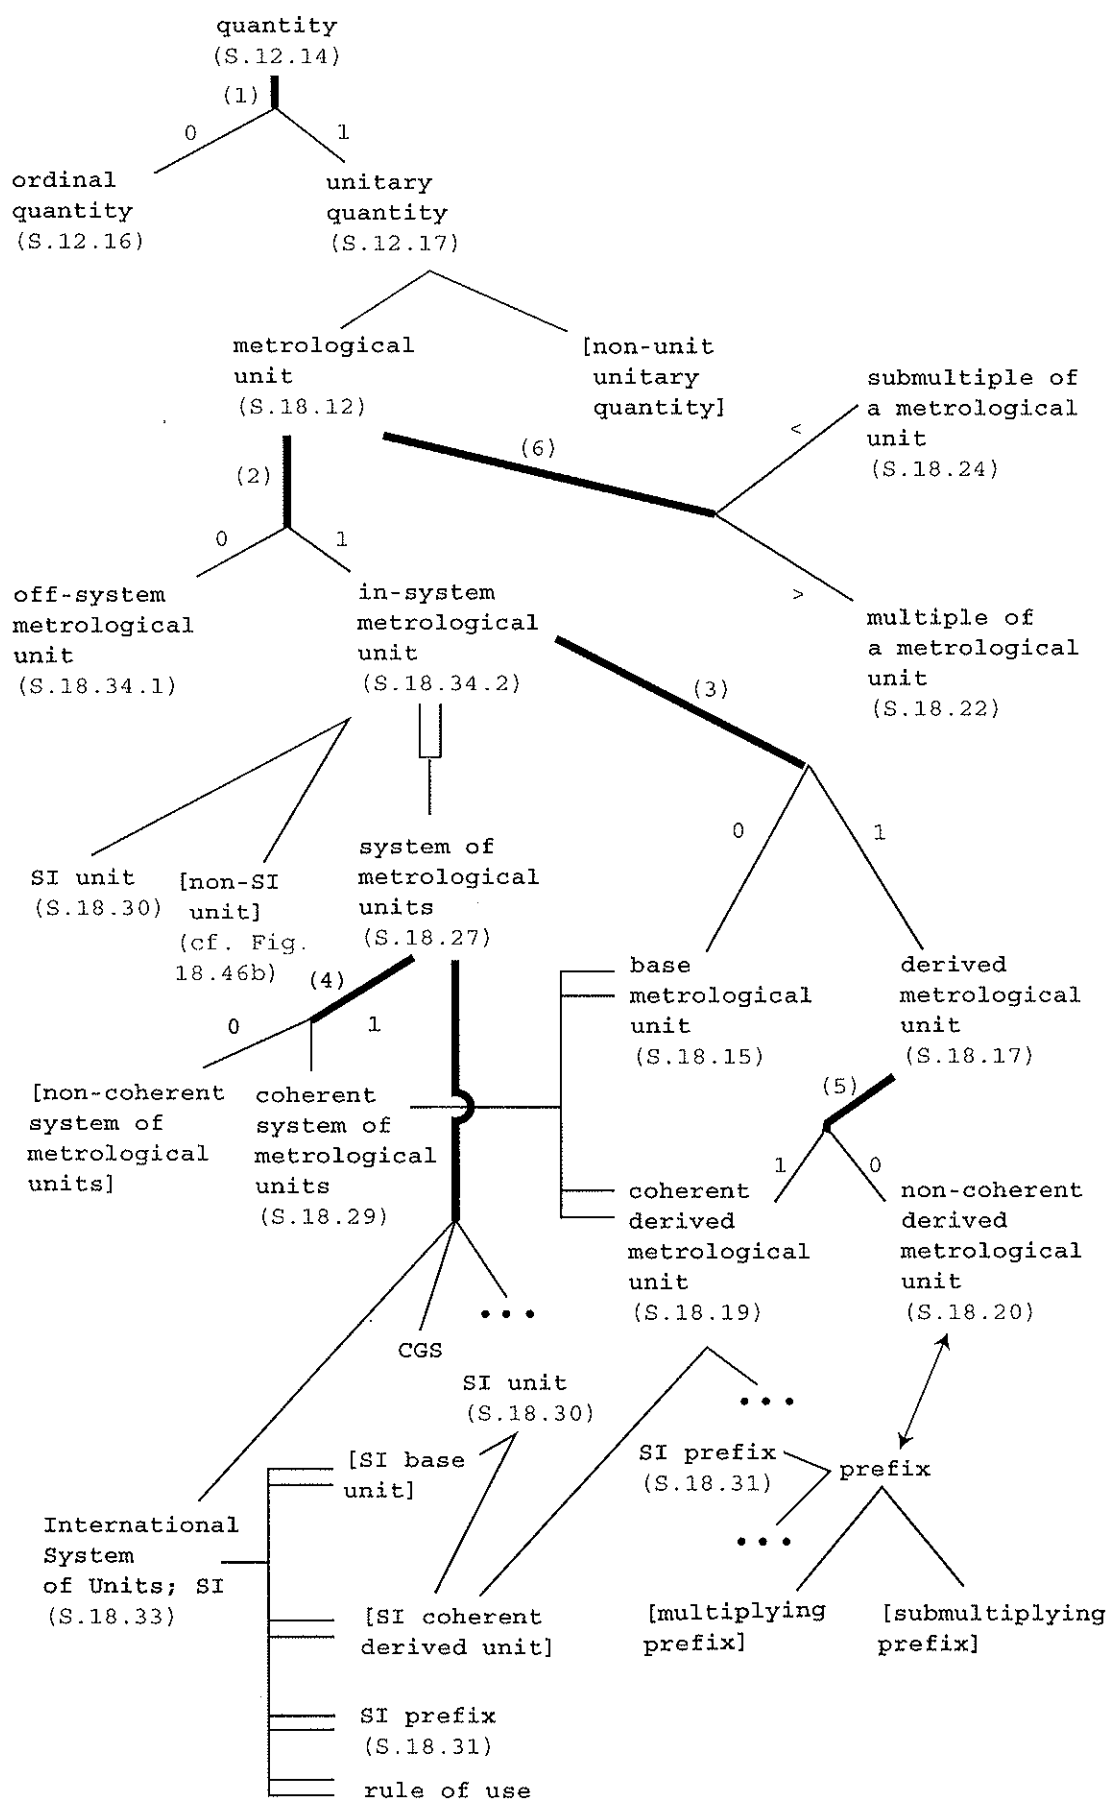 quantity
(S.12.14)
(1)
0
1
ordinal
quantity
(S.12.16)
unitary
quantity
(S.12.17)
metrological
unit
(S.18.12)
[non-unit
unitary
quantity]
submultiple of
a metrological
unit
(S.18.24)
<
(6)
(2)
0
1
>
off-system
metrological
unit
(S.18.34.1)
in-system
metrological
unit
(S.18.34.2)
multiple of
a metrological
unit
(S.18.22)
(3)
0
1
SI unit
(S.18.30)
[non-SI
unit]
(cf. Fig.
18.46b)
system of
metrological
units
(S.18.27)
(4)
0
1
base
metrological
unit
(S.18.15)
derived
metrological
unit
(S.18.17)
(5)
1
0
[non-coherent
system of
metrological
units]
coherent
system of
metrological
units
(S.18.29)
coherent
derived
metrological
unit
(S.18.19)
non-coherent
derived
metrological
unit
(S.18.20)
• • •
CGS
SI unit
(S.18.30)
• • •
[SI base
unit]
SI prefix
(S.18.31)
prefix
• • •
International
System
of Units; SI
(S.18.33)
[SI coherent
derived unit]
[multiplying
prefix]
[submultiplying
prefix]
SI prefix
(S.18.31)
rule of use